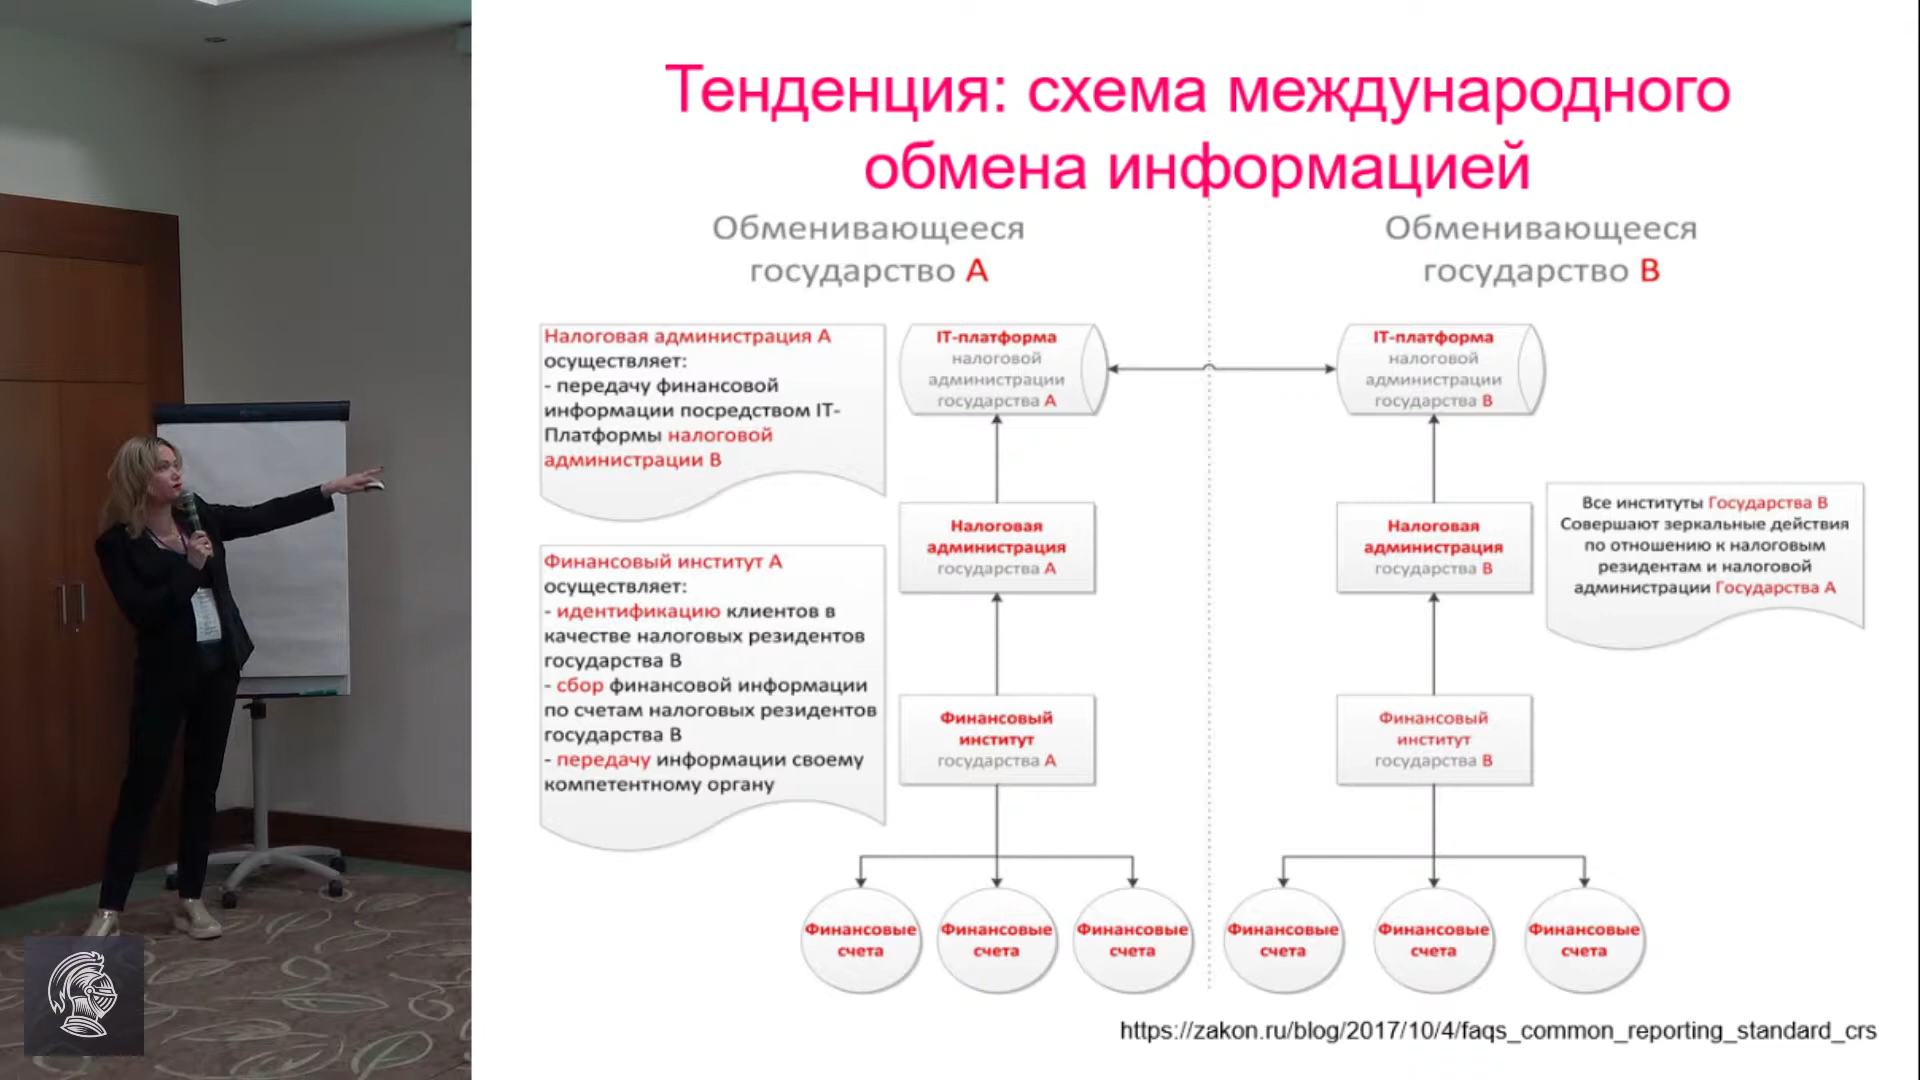 Тенденция: схема международного
обмена информацией
Обменивающееся
государство A
Обменивающееся
государство B
Налоговая администрация А
осуществляет:
- передачу финансовой
информации посредством IT-
Платформы налоговой
администрации В
IT-платформа
налоговой
администрации
государства А
IT-платформа
налоговой
администрации
государства В
Налоговая
администрация
государства А
Налоговая
администрация
государства В
Все институты Государства В
Совершают зеркальные действия
по отношению к налоговым
резидентам и налоговой
администрации Государства А
Финансовый институт А
осуществляет:
- идентификацию клиентов в
качестве налоговых резидентов
государства В
- сбор финансовой информации
по счетам налоговых резидентов
государства В
- передачу информации своему
компетентному органу
Финансовый
институт
государства А
Финансовый
институт
государства В
Финансовые
счета
Финансовые
счета
Финансовые
счета
Финансовые
счета
Финансовые
счета
Финансовые
счета
https://zakon.ru/blog/2017/10/4/faqs_common_reporting_standard_crs